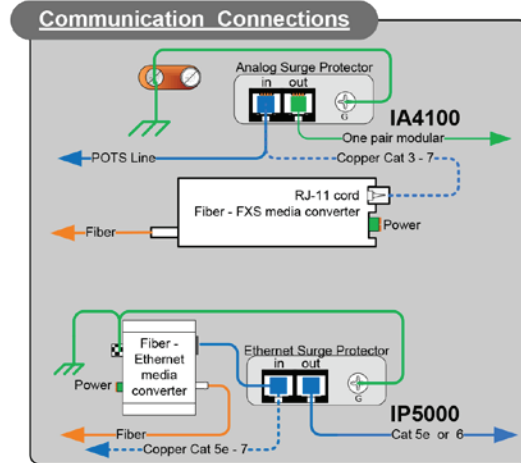 Communication Connections
Analog Surge Protector
in out
G
IA4100
One pair modular
POTS Line
Copper Cat 3 - 7
RJ-11 cord
Fiber - FXS media converter
Power
Fiber
Fiber -
Ethernet
media
converter
Power
Ethernet Surge Protector
in out
G
IP5000
Fiber
Cat 5e or 6
Copper Cat 5e - 7